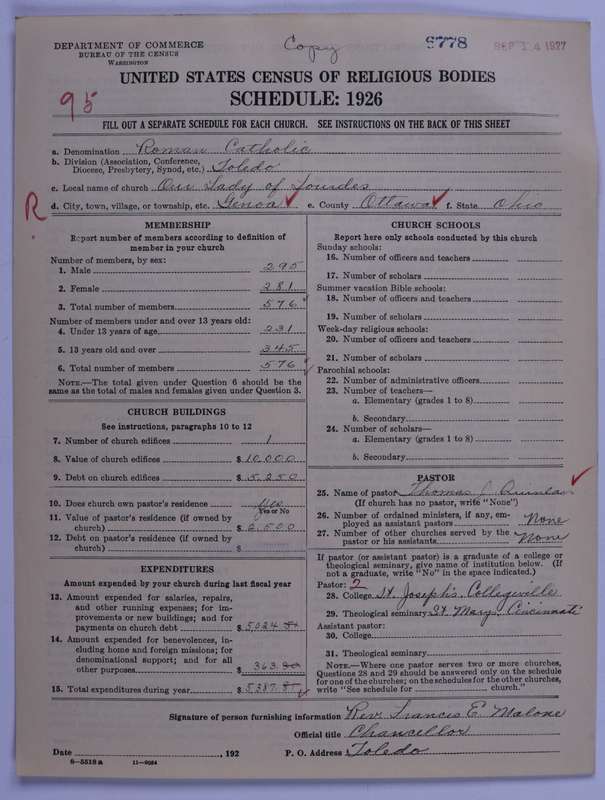 DEPARTMENT OF COMMERCE
BUREAU OF THE CENSUS
WASHINGTON
Copy
9778
SEP 14 1927
UNITED STATES CENSUS OF RELIGIOUS BODIES
SCHEDULE: 1926
95
FILL OUT A SEPARATE SCHEDULE FOR EACH CHURCH. SEE INSTRUCTIONS ON THE BACK OF THIS SHEET
a. Denomination Roman Catholic
b. Division (Association, Conference, Diocese, Presbytery, Synod, etc.) Toledo
c. Local name of church Our Lady of Lourdes
R.
d. City, town, village, or township, etc. Genoa e. County Ottawa f. State Ohio
MEMBERSHIP
Report number of members according to definition of
member in your church
Number of members, by sex:
1. Male 295
2. Female 281
3. Total number of members 576
Number of members under and over 13 years old:
4. Under 13 years of age 231
5. 13 years old and over 345
6. Total number of members 576
NOTE.—The total given under Question 6 should be
same as the total of males and females given under Question 3.
CHURCH BUILDINGS
See instructions, paragraphs 10 to 12
7. Number of church edifices 1
8. Value of church edifices $ 10,000
9. Debt on church edifices $ 5,250
10. Does church own pastor's residence Yes
Yes or No
11. Value of pastor's residence (if owned by
church) $ 2,500
12. Debt on pastor's residence (if owned by
church) $
EXPENDITURES
Amount expended by your church during last fiscal year
13. Amount expended for salaries, repairs,
and other running expenses; for im-
provements or new buildings; and for
payments on church debt $ 5,024.51
14. Amount expended for benevolences, in-
cluding home and foreign missions; for
denominational support; and for all
other purposes $ 363.30
15. Total expenditures during year $ 5,387.81
CHURCH SCHOOLS
Report here only schools conducted by this church
Sunday schools:
16. Number of officers and teachers
17. Number of scholars
Summer vacation Bible schools:
18. Number of officers and teachers
19. Number of scholars
Week-day religious schools:
20. Number of officers and teachers
21. Number of scholars
Parochial schools:
22. Number of administrative officers
23. Number of teachers—
a. Elementary (grades 1 to 8)
b. Secondary
24. Number of scholars—
a. Elementary (grades 1 to 8)
b. Secondary
PASTOR
25. Name of pastor Thomas J. Quinlan
(If church has no pastor, write "None")
26. Number of ordained ministers, if any, em-
ployed as assistant pastors None
27. Number of other churches served by the
pastor or his assistants None
If pastor (or assistant pastor) is a graduate of a college or
theological seminary, give name of institution below. (If
not a graduate, write "No" in the space indicated.)
Pastor: 2
28. College St. Joseph's Collegeville
29. Theological seminary St. Marys Cincinnati
Assistant pastor:
30. College
31. Theological seminary
NOTE.—Where one pastor serves two or more churches,
Questions 28 and 29 should be answered only on the schedule
for one of the churches; on the schedules for the other churches,
write "See schedule for church."
Signature of person furnishing information Rev. Francis E. Malone
Official title Chancellor
Date , 192 P. O. Address Toledo
8—5518a 11—9034